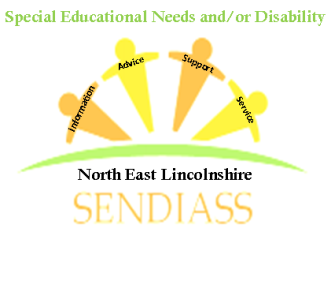 Special Educational Needs and/or Disability
Information
Advice
Support
Service
North East Lincolnshire
SENDIASS